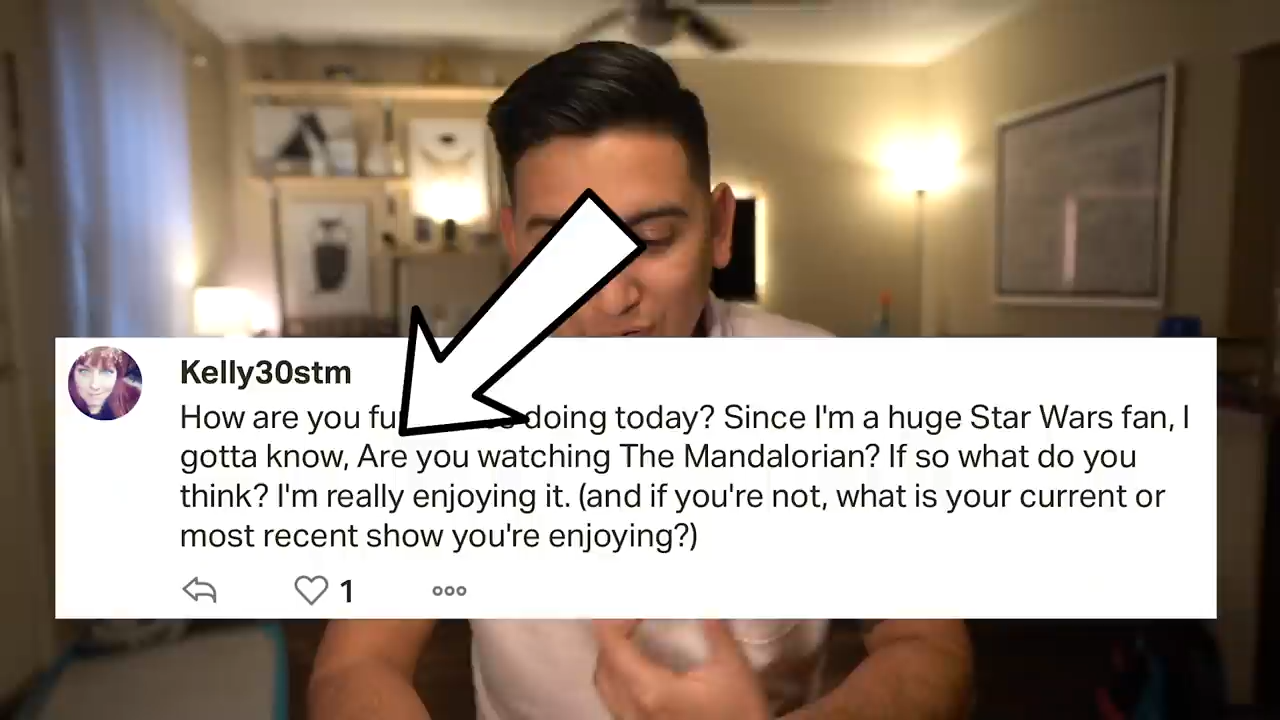 Kelly30stm
How are you doing today? Since I'm a huge Star Wars fan, I
gotta know, Are you watching The Mandalorian? If so what do you
think? I'm really enjoying it. (and if you're not, what is your current or
most recent show you're enjoying?)
1